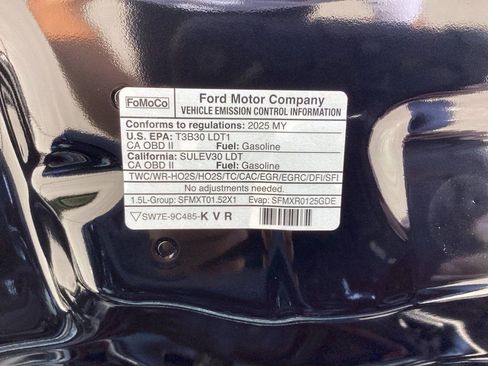 FoMoCo
Ford Motor Company
VEHICLE EMISSION CONTROL INFORMATION
Conforms to regulations: 2025 MY
U.S. EPA: T3B30 LDT1
CA OBD II Fuel: Gasoline
California: SULEV30 LDT
CA OBD II Fuel: Gasoline
TWC/WR-HO2S/HO2S/TC/CAC/EGR/EGRC/DFI/SFI
No adjustments needed.
1.5L-Group: SFMXT01.52X1 Evap: SFMXR0125GDE
SW7E-9C485-K V R